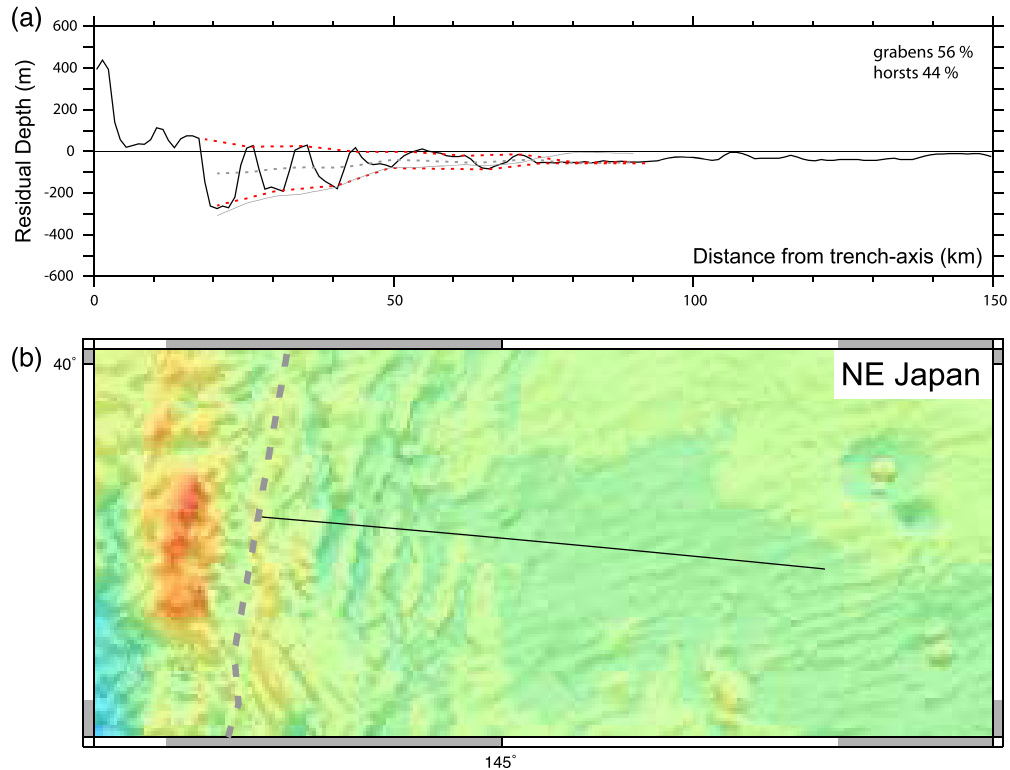 (a)
600
400
200
0
-200
-400
-600
Residual Depth (m)
grabens 56 %
horsts 44 %
Distance from trench-axis (km)
0
50
100
150
(b)
40°
NE Japan
145°